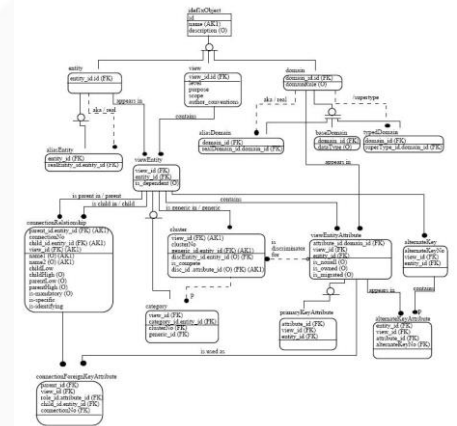 idef1xObject
id
name (AK1)
description (O)
entity
entity_id.id (FK)
view
view_id.id (FK)
level
purpose
scope
author_conventions
domain
domain_id.id (FK)
domainRule (O)
appears in
aka / real
contains
aka / real
/supertype
aliasEntity
entity_id (FK)
realEntity_id.entity_id (FK)
viewEntity
view_id (FK)
entity_id (FK)
is_dependent (O)
aliasDomain
domain_id (FK)
realDomain_id.domain_id (FK)
baseDomain
domain_id (FK)
dataType (O)
typedDomain
domain_id (FK)
superType_id.domain_id (FK)
appears in
is parent in / parent
is child in / child
contains
is generic in / generic
connectionRelationship
parent_id.entity_id (FK) (AK1)
connectionNo
child_id.entity_id (FK) (AK1)
view_id (FK) (AK1)
name1 (O) (AK1)
name2 (O) (AK1)
childLow
childHigh (O)
parentLow (O)
parentHigh (O)
is-mandatory (O)
is-specific
is-identifying
cluster
view_id (FK) (AK1)
clusterNo
generic_id.entity_id (FK) (AK1)
discEntity_id.entity_id (O) (FK)
is_compete
disc_id.attribute_id (O) (FK) (AK1)
is
discriminator
for
viewEntityAttribute
attribute_id.domain_id (FK)
view_id (FK)
entity_id (FK)
is_nonull (O)
is_owned (O)
is_migrated (O)
alternateKey
alternateKeyNo
view_id (FK)
entity_id (FK)
P
category
view_id (FK)
category_id.entity_id (FK)
clusterNo (FK)
generic_id (FK)
primaryKeyAttribute
attribute_id (FK)
view_id (FK)
entity_id (FK)
appears in
contains
P
alternateKeyAttribute
entity_id (FK)
view_id (FK)
attribute_id (FK)
alternateKeyNo (FK)
is used as
connectionForeignKeyAttribute
parent_id (FK)
view_id (FK)
role_id.attribute_id (FK)
child_id.entity_id (FK)
connectionNo (FK)